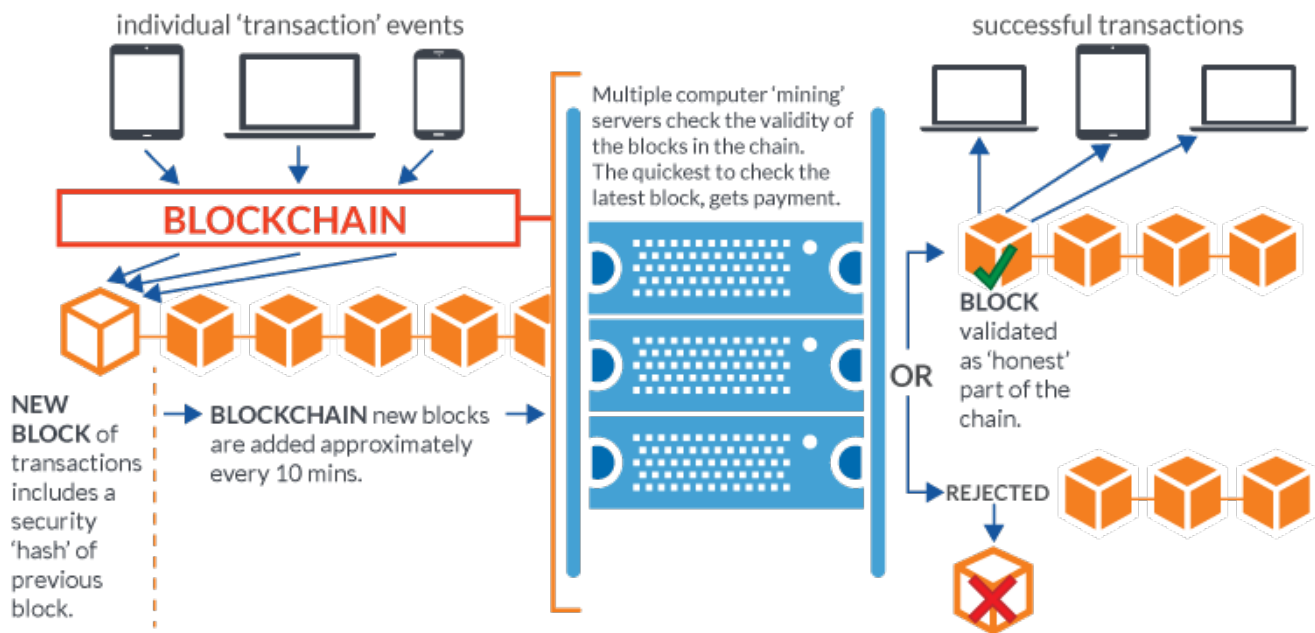 individual ‘transaction’ events
BLOCKCHAIN
NEW
BLOCK of
transactions
includes a
security
‘hash’ of
previous
block.
BLOCKCHAIN new blocks
are added approximately
every 10 mins.
Multiple computer ‘mining’
servers check the validity of
the blocks in the chain.
The quickest to check the
latest block, gets payment.
OR
successful transactions
BLOCK
validated
as ‘honest’
part of the
chain.
REJECTED